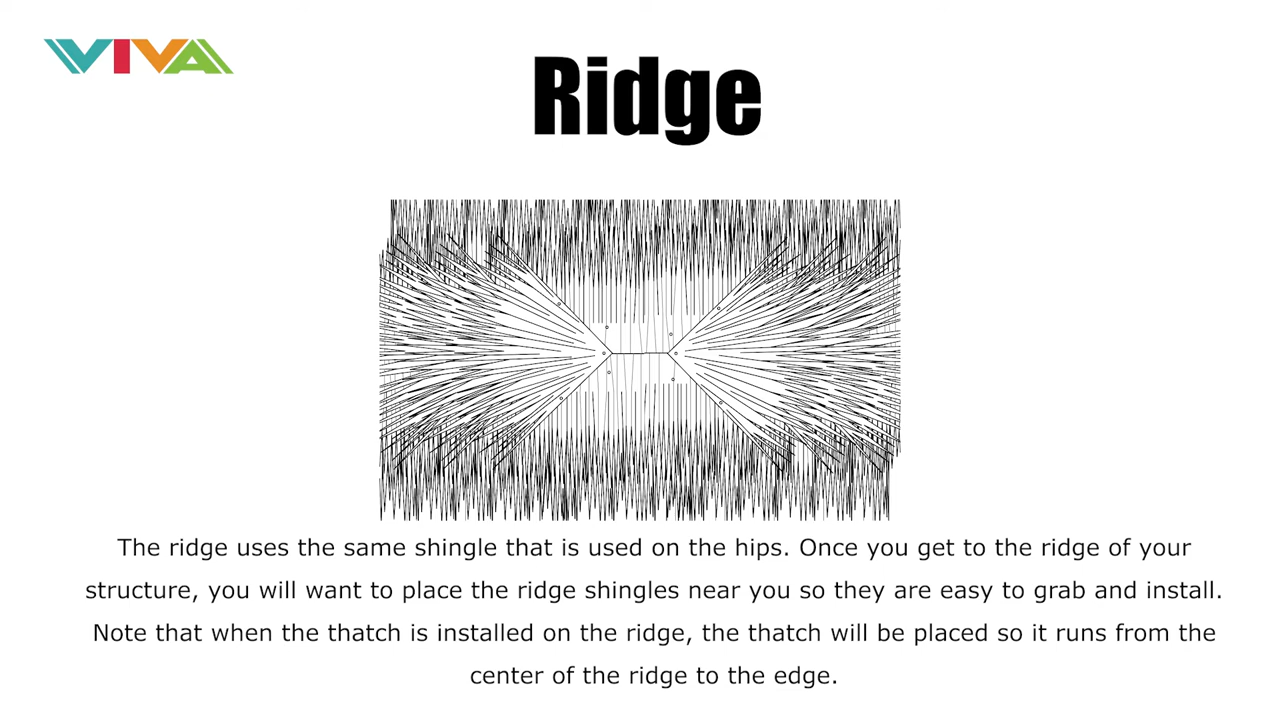 VIVA
Ridge
The ridge uses the same shingle that is used on the hips. Once you get to the ridge of your
structure, you will want to place the ridge shingles near you so they are easy to grab and install.
Note that when the thatch is installed on the ridge, the thatch will be placed so it runs from the
center of the ridge to the edge.